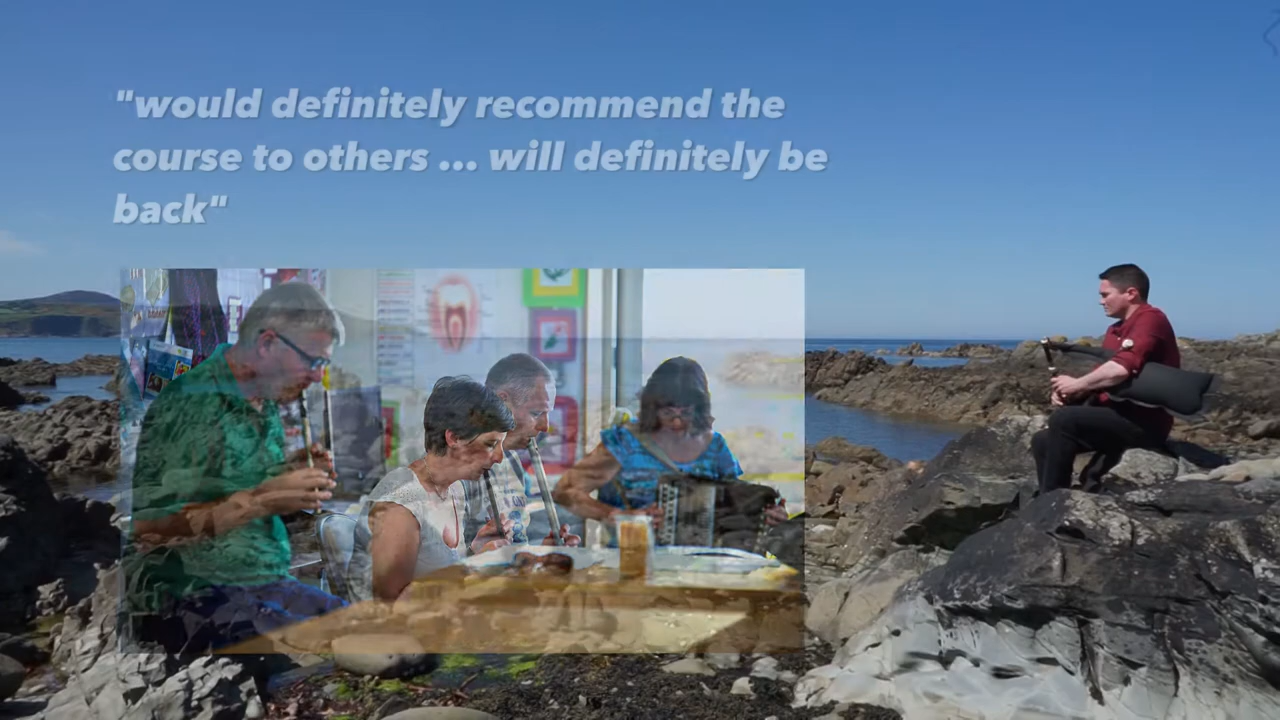 "would definitely recommend the
course to others ... will definitely be
back"